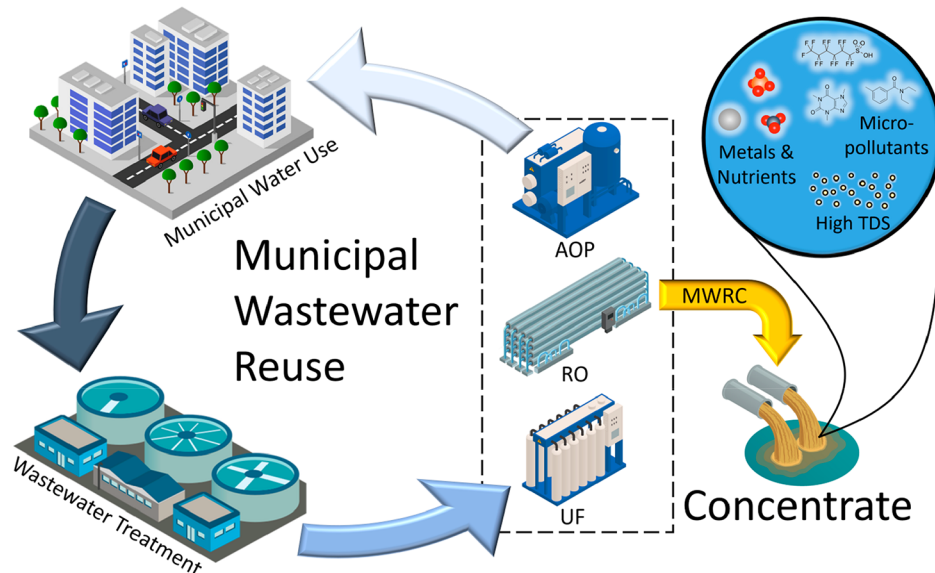 Municipal Water Use
Municipal
Wastewater
Reuse
Wastewater Treatment
AOP
RO
UF
MWRC
Concentrate
F F F F F F
F
F F F F F F
O O
S
OH
O
N
N
N
N
O
O
N
Metals &
Nutrients
Micro-
pollutants
High TDS